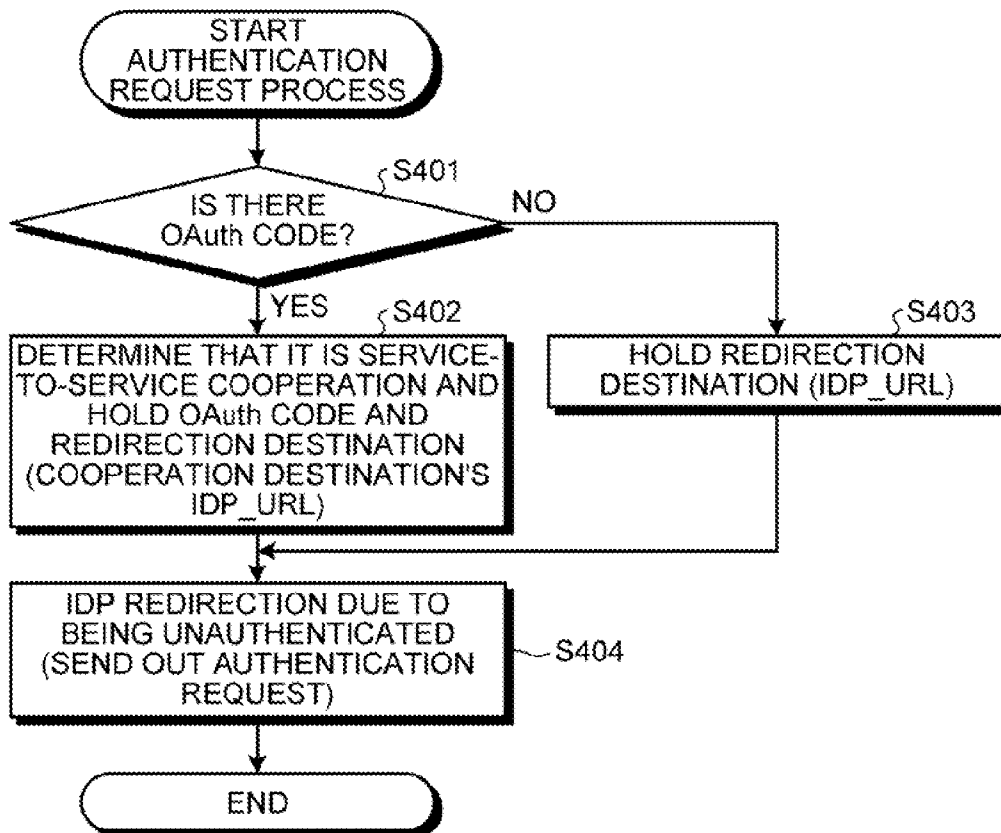 START
AUTHENTICATION
REQUEST PROCESS
S401
IS THERE
OAuth CODE?
NO
YES
S402
DETERMINE THAT IT IS SERVICE-
TO-SERVICE COOPERATION AND
HOLD OAuth CODE AND
REDIRECTION DESTINATION
(COOPERATION DESTINATION'S
IDP_URL)
S403
HOLD REDIRECTION
DESTINATION (IDP_URL)
IDP REDIRECTION DUE TO
BEING UNAUTHENTICATED
(SEND OUT AUTHENTICATION
REQUEST)
S404
END